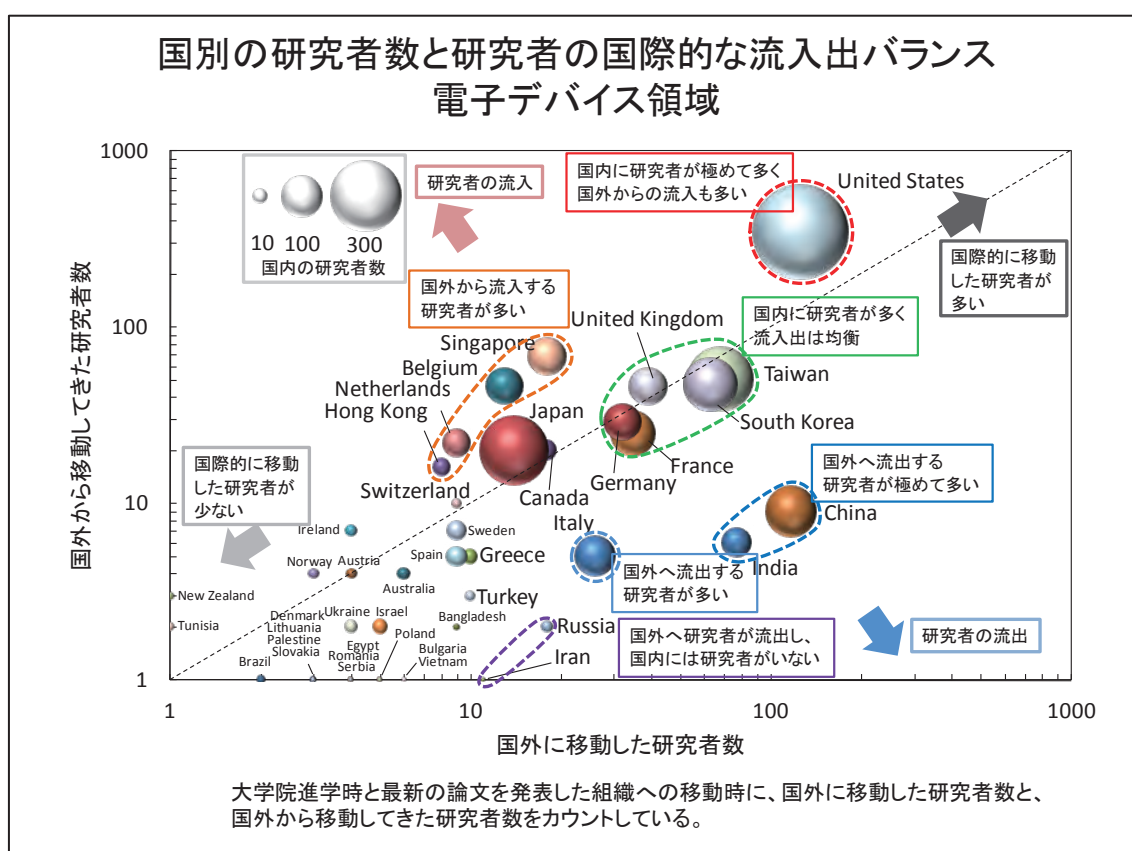 国別の研究者数と研究者の国際的な流入出バランス
電子デバイス領域
国外から移動してきた研究者数
1000
100
10
1
10 100 300
国内の研究者数
研究者の流入
国内に研究者が極めて多く
国外からの流入も多い
United States
国際的に移動
した研究者が
多い
国外から流入する
研究者が多い
United Kingdom
国内に研究者が多く
流入出は均衡
Singapore
Belgium
Netherlands
Hong Kong
Japan
Taiwan
South Korea
国際的に移動
した研究者が
少ない
Switzerland
Canada
Germany
France
国外へ流出する
研究者が極めて多い
China
India
Italy
Ireland
Sweden
Norway
Austria
Spain
Greece
Australia
国外へ流出する
研究者が多い
New Zealand
Turkey
Tunisia
Denmark
Lithuania
Palestine
Slovakia
Ukraine
Israel
Bangladesh
Russia
国外へ研究者が流出し、
国内には研究者がいない
研究者の流出
Brazil
Egypt
Romania
Serbia
Poland
Bulgaria
Vietnam
Iran
1
10
100
1000
国外に移動した研究者数
大学院進学時と最新の論文を発表した組織への移動時に、国外に移動した研究者数と、
国外から移動してきた研究者数をカウントしている。